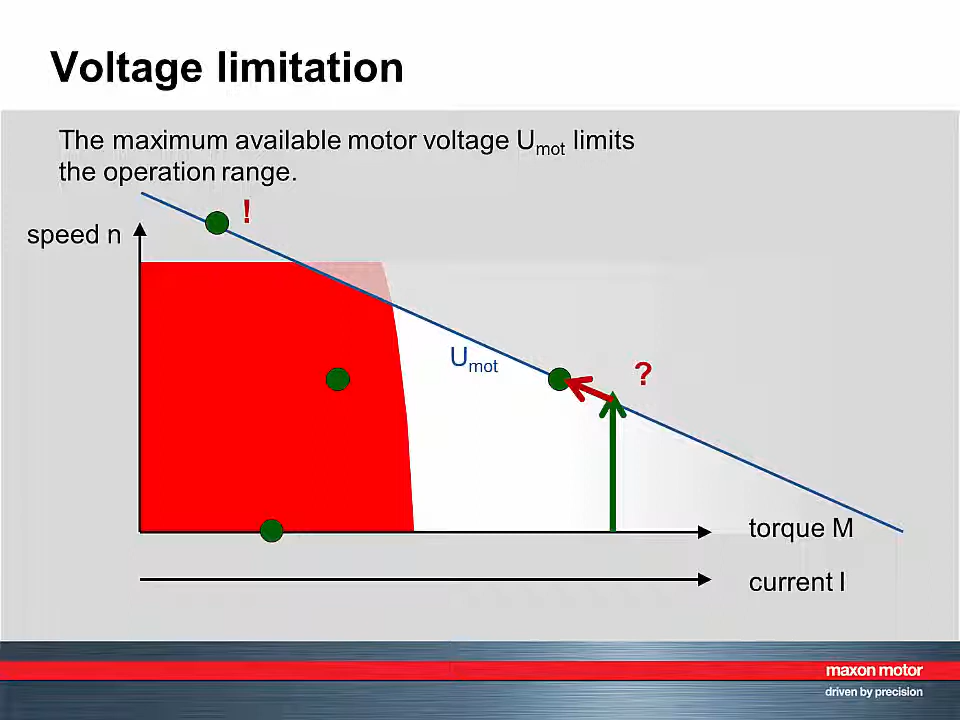 Voltage limitation
The maximum available motor voltage Umot limits
the operation range.
!
speed n
Umot
?
torque M
current I
maxon motor
driven by precision